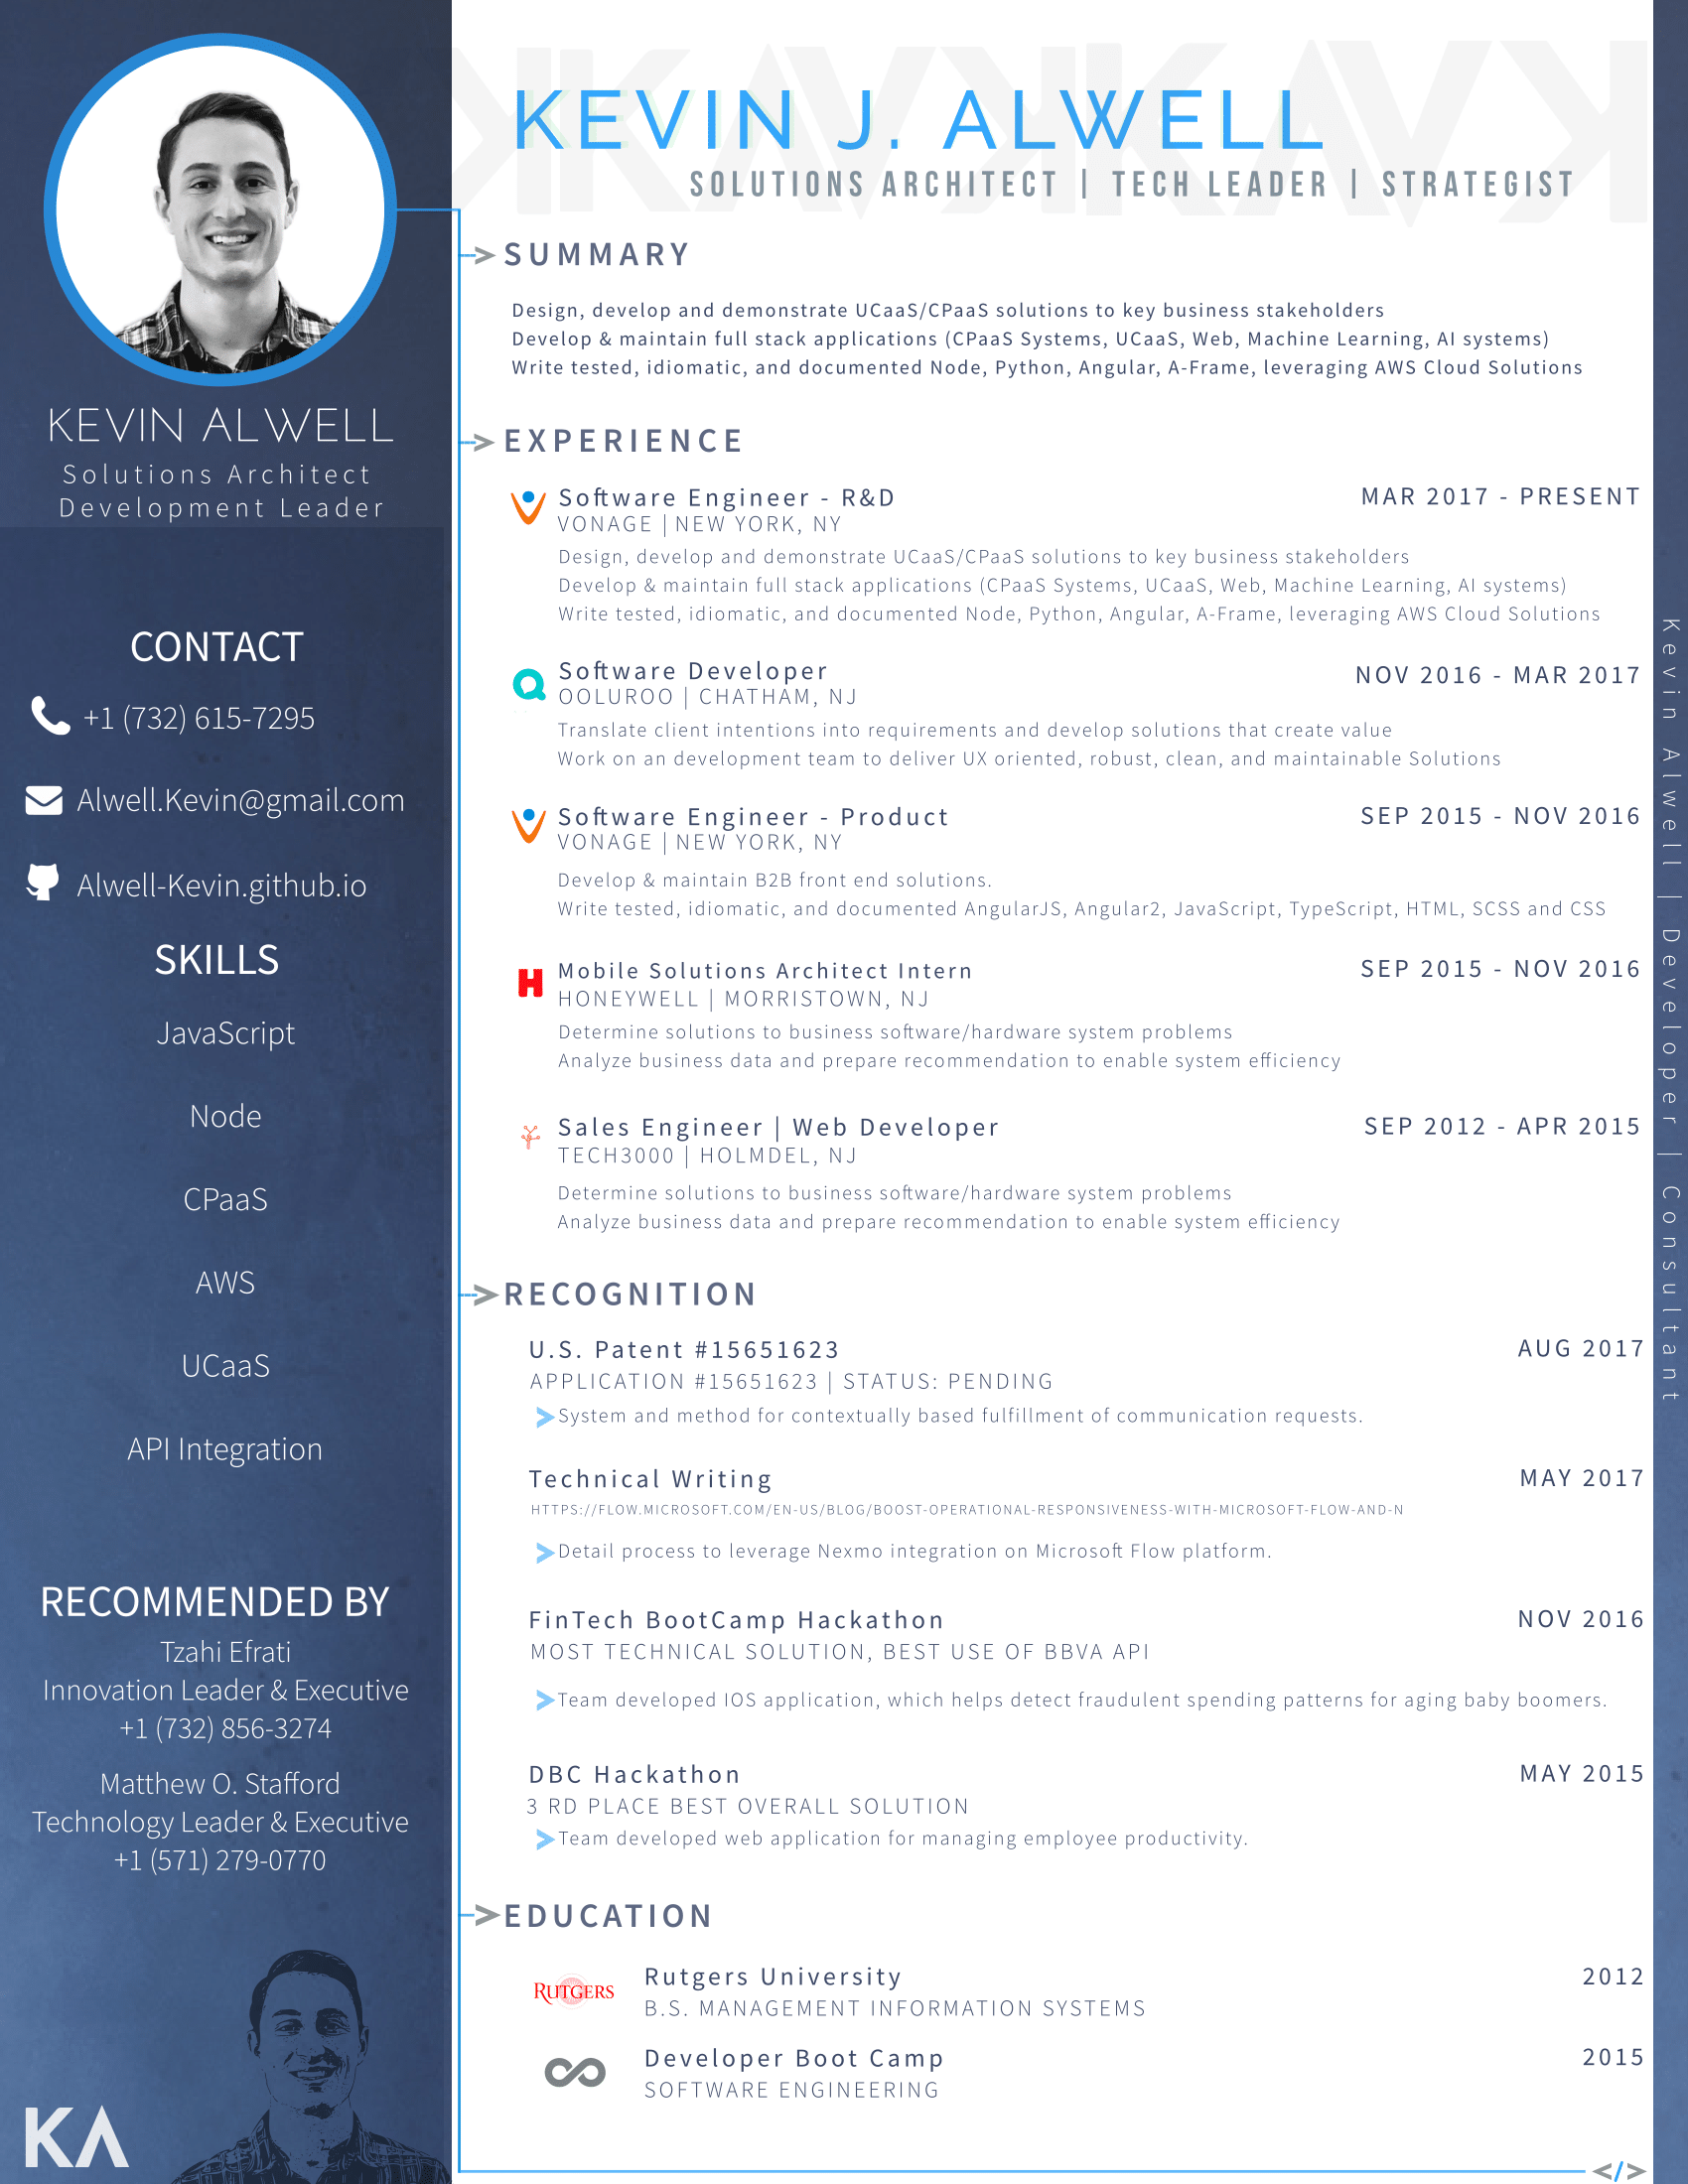 KEVIN J. ALWELL
SOLUTIONS ARCHITECT | TECH LEADER | STRATEGIST
KEVIN ALWELL
Solutions Architect
Development Leader
CONTACT
+1 (732) 615-7295
Alwell.Kevin@gmail.com
Alwell-Kevin.github.io
SKILLS
JavaScript
Node
CPaaS
AWS
UCaaS
API Integration
RECOMMENDED BY
Tzahi Efrati
Innovation Leader & Executive
+1 (732) 856-3274
Matthew O. Stafford
Technology Leader & Executive
+1 (571) 279-0770
KA
> SUMMARY
Design, develop and demonstrate UCaaS/CPaaS solutions to key business stakeholders
Develop & maintain full stack applications (CPaaS Systems, UCaaS, Web, Machine Learning, AI systems)
Write tested, idiomatic, and documented Node, Python, Angular, A-Frame, leveraging AWS Cloud Solutions
> EXPERIENCE
Software Engineer - R&D MAR 2017 - PRESENT
VONAGE | NEW YORK, NY
Design, develop and demonstrate UCaaS/CPaaS solutions to key business stakeholders
Develop & maintain full stack applications (CPaaS Systems, UCaaS, Web, Machine Learning, AI systems)
Write tested, idiomatic, and documented Node, Python, Angular, A-Frame, leveraging AWS Cloud Solutions
Software Developer NOV 2016 - MAR 2017
OOLUROO | CHATHAM, NJ
Translate client intentions into requirements and develop solutions that create value
Work on an development team to deliver UX oriented, robust, clean, and maintainable Solutions
Software Engineer - Product SEP 2015 - NOV 2016
VONAGE | NEW YORK, NY
Develop & maintain B2B front end solutions.
Write tested, idiomatic, and documented AngularJS, Angular2, JavaScript, TypeScript, HTML, SCSS and CSS
H
Mobile Solutions Architect Intern SEP 2015 - NOV 2016
HONEYWELL | MORRISTOWN, NJ
Determine solutions to business software/hardware system problems
Analyze business data and prepare recommendation to enable system efficiency
Sales Engineer | Web Developer SEP 2012 - APR 2015
TECH3000 | HOLMDEL, NJ
Determine solutions to business software/hardware system problems
Analyze business data and prepare recommendation to enable system efficiency
> RECOGNITION
U.S. Patent #15651623 AUG 2017
APPLICATION #15651623 | STATUS: PENDING
> System and method for contextually based fulfillment of communication requests.
Technical Writing MAY 2017
HTTPS://FLOW.MICROSOFT.COM/EN-US/BLOG/BOOST-OPERATIONAL-RESPONSIVENESS-WITH-MICROSOFT-FLOW-AND-N
> Detail process to leverage Nexmo integration on Microsoft Flow platform.
FinTech BootCamp Hackathon NOV 2016
MOST TECHNICAL SOLUTION, BEST USE OF BBVA API
> Team developed IOS application, which helps detect fraudulent spending patterns for aging baby boomers.
DBC Hackathon MAY 2015
3 RD PLACE BEST OVERALL SOLUTION
> Team developed web application for managing employee productivity.
> EDUCATION
RUTGERS
Rutgers University 2012
B.S. MANAGEMENT INFORMATION SYSTEMS
Developer Boot Camp 2015
SOFTWARE ENGINEERING
</>
Kevin Alwell | Developer | Consultant